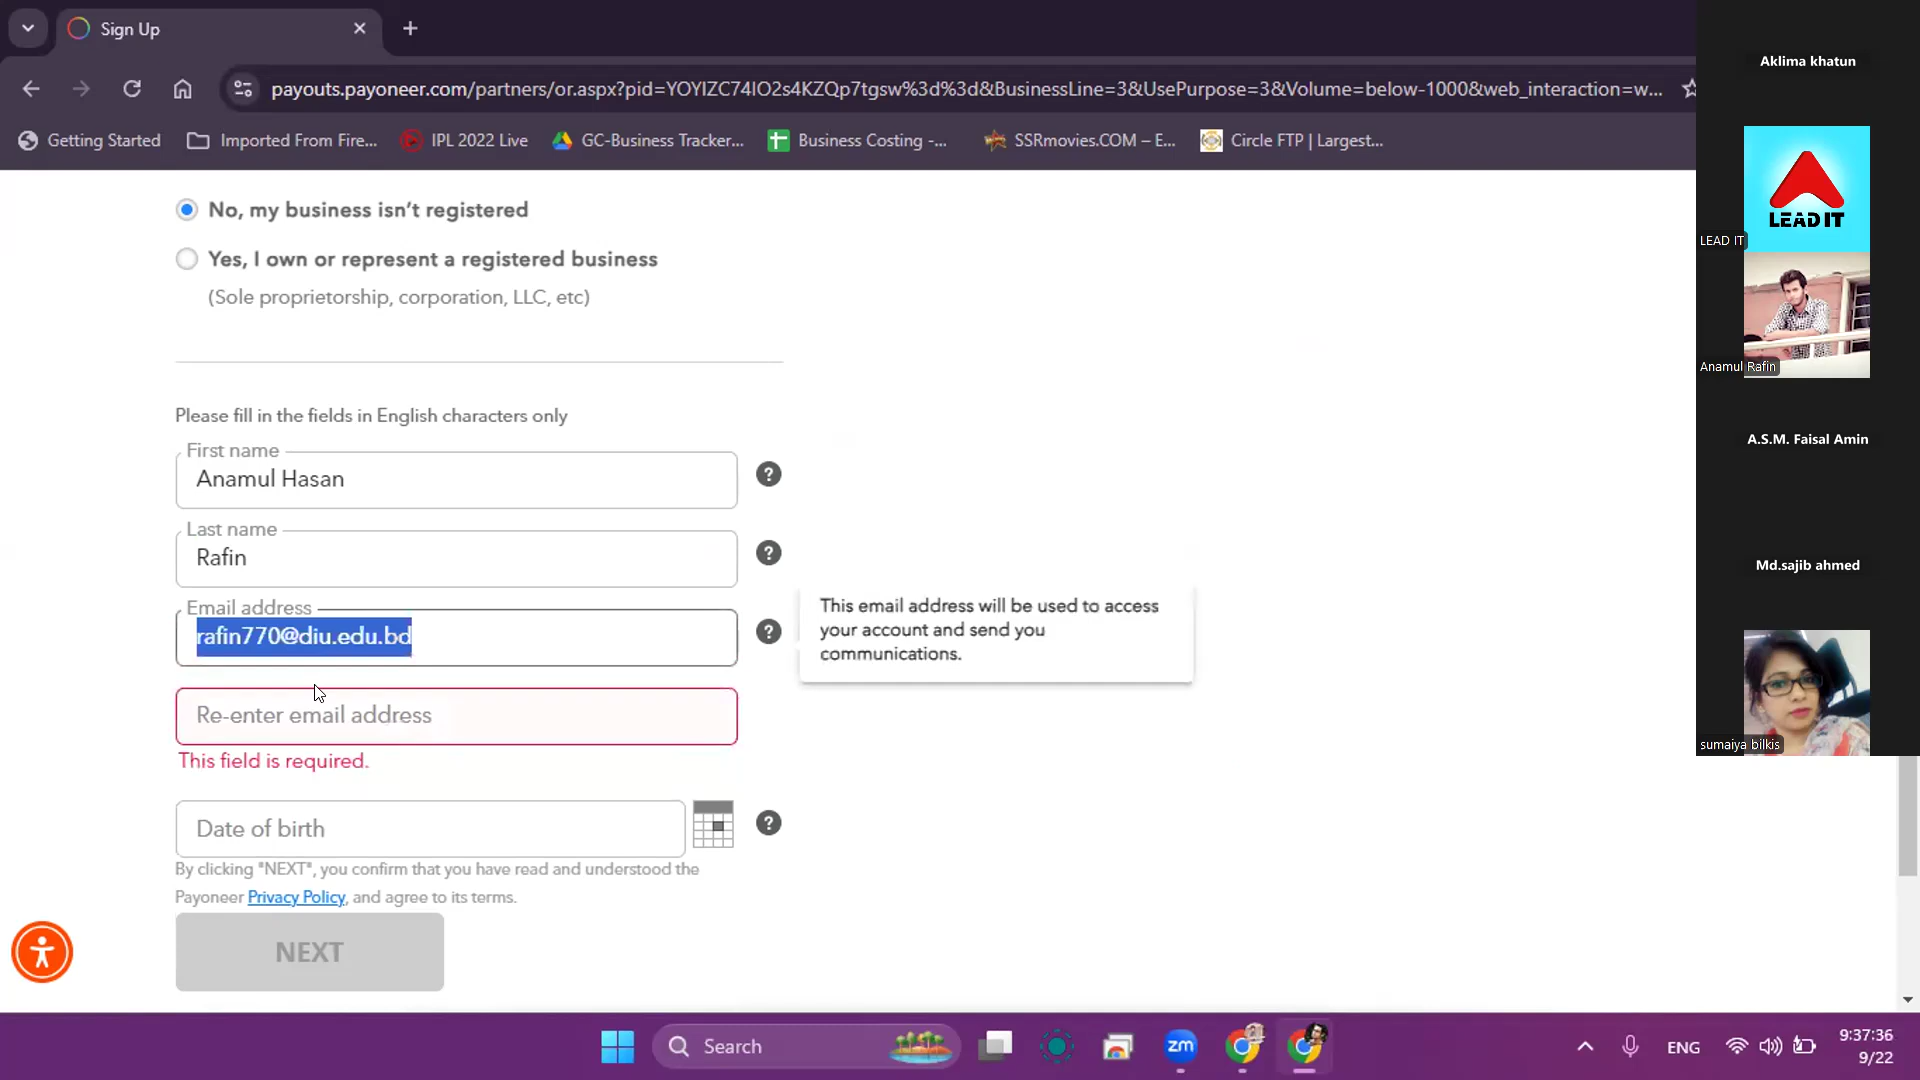 Sign Up
payouts.payoneer.com/partners/or.aspx?pid=YOYIZC74IO2s4KZQp7tgsw%3d%3d&BusinessLine=3&UsePurpose=3&Volume=below-1000&web_interaction=w...
Getting Started
Imported From Fire...
IPL 2022 Live
GC-Business Tracker...
Business Costing -...
SSRmovies.COM – E...
Circle FTP | Largest...
No, my business isn't registered
Yes, I own or represent a registered business
(Sole proprietorship, corporation, LLC, etc)
Please fill in the fields in English characters only
First name
Anamul Hasan
?
Last name
Rafin
?
Email address
rafin770@diu.edu.bd
?
This email address will be used to access
your account and send you
communications.
Re-enter email address
This field is required.
Date of birth
?
By clicking "NEXT", you confirm that you have read and understood the
Payoneer Privacy Policy, and agree to its terms.
NEXT
Aklima khatun
LEAD IT
LEAD IT
Anamul Rafin
A.S.M. Faisal Amin
Md.sajib ahmed
sumaiya bilkis
Search
zm
ENG
9:37:36
9/22